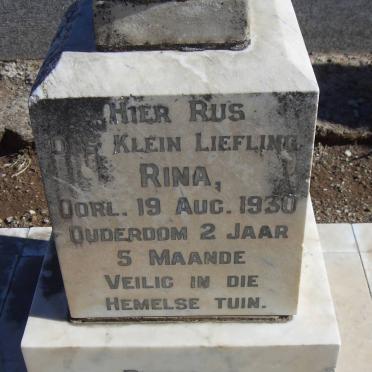 HIER RUS
ONS KLEIN LIEFLING
RINA,
OORL. 19 AUG. 1930
OUDERDOM 2 JAAR
5 MAANDE
VEILIG IN DIE
HEMELSE TUIN.